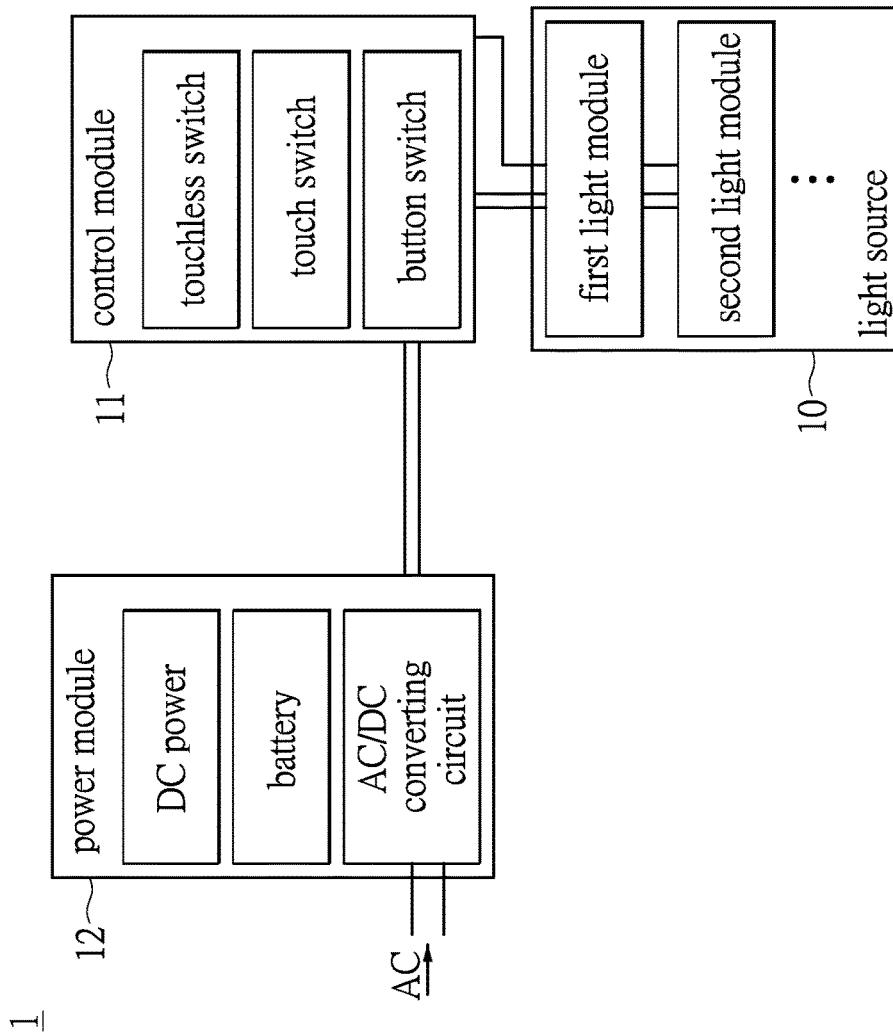 1
12
power module
DC power
battery
AC/DC
converting
circuit
AC
11
control module
touchless switch
touch switch
button switch
10
first light module
second light module
light source